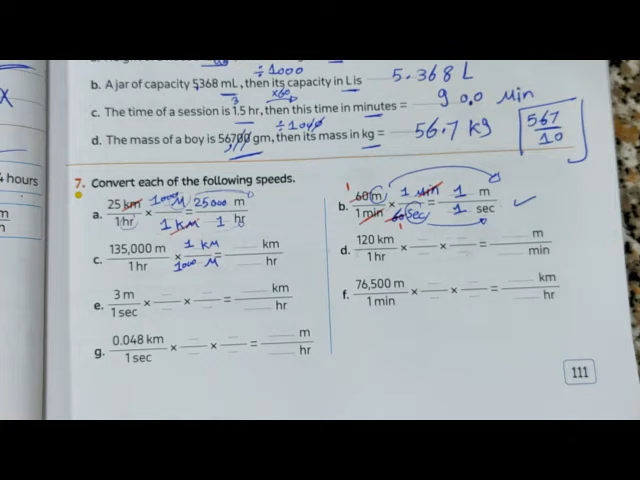 ÷1000
b. A jar of capacity 5368 mL, then its capacity in L is 5.368 L
×60
c. The time of a session is 1.5 hr, then this time in minutes = 90.0 Min
÷1000
d. The mass of a boy is 56700 gm, then its mass in kg = 56.7 kg
567/10
4 hours
7. Convert each of the following speeds.
a. 25 km/1 hr × 1000 M/1 KM = 25000 m/1 hr
b. 60 m/1 min × 1 Min/60 Sec = 1 m/1 sec ✓
c. 135,000 m/1 hr × 1 KM/1000 M = km/hr
d. 120 km/1 hr × × = m/min
e. 3 m/1 sec × × = km/hr
f. 76,500 m/1 min × × = km/hr
g. 0.048 km/1 sec × × = m/hr
111